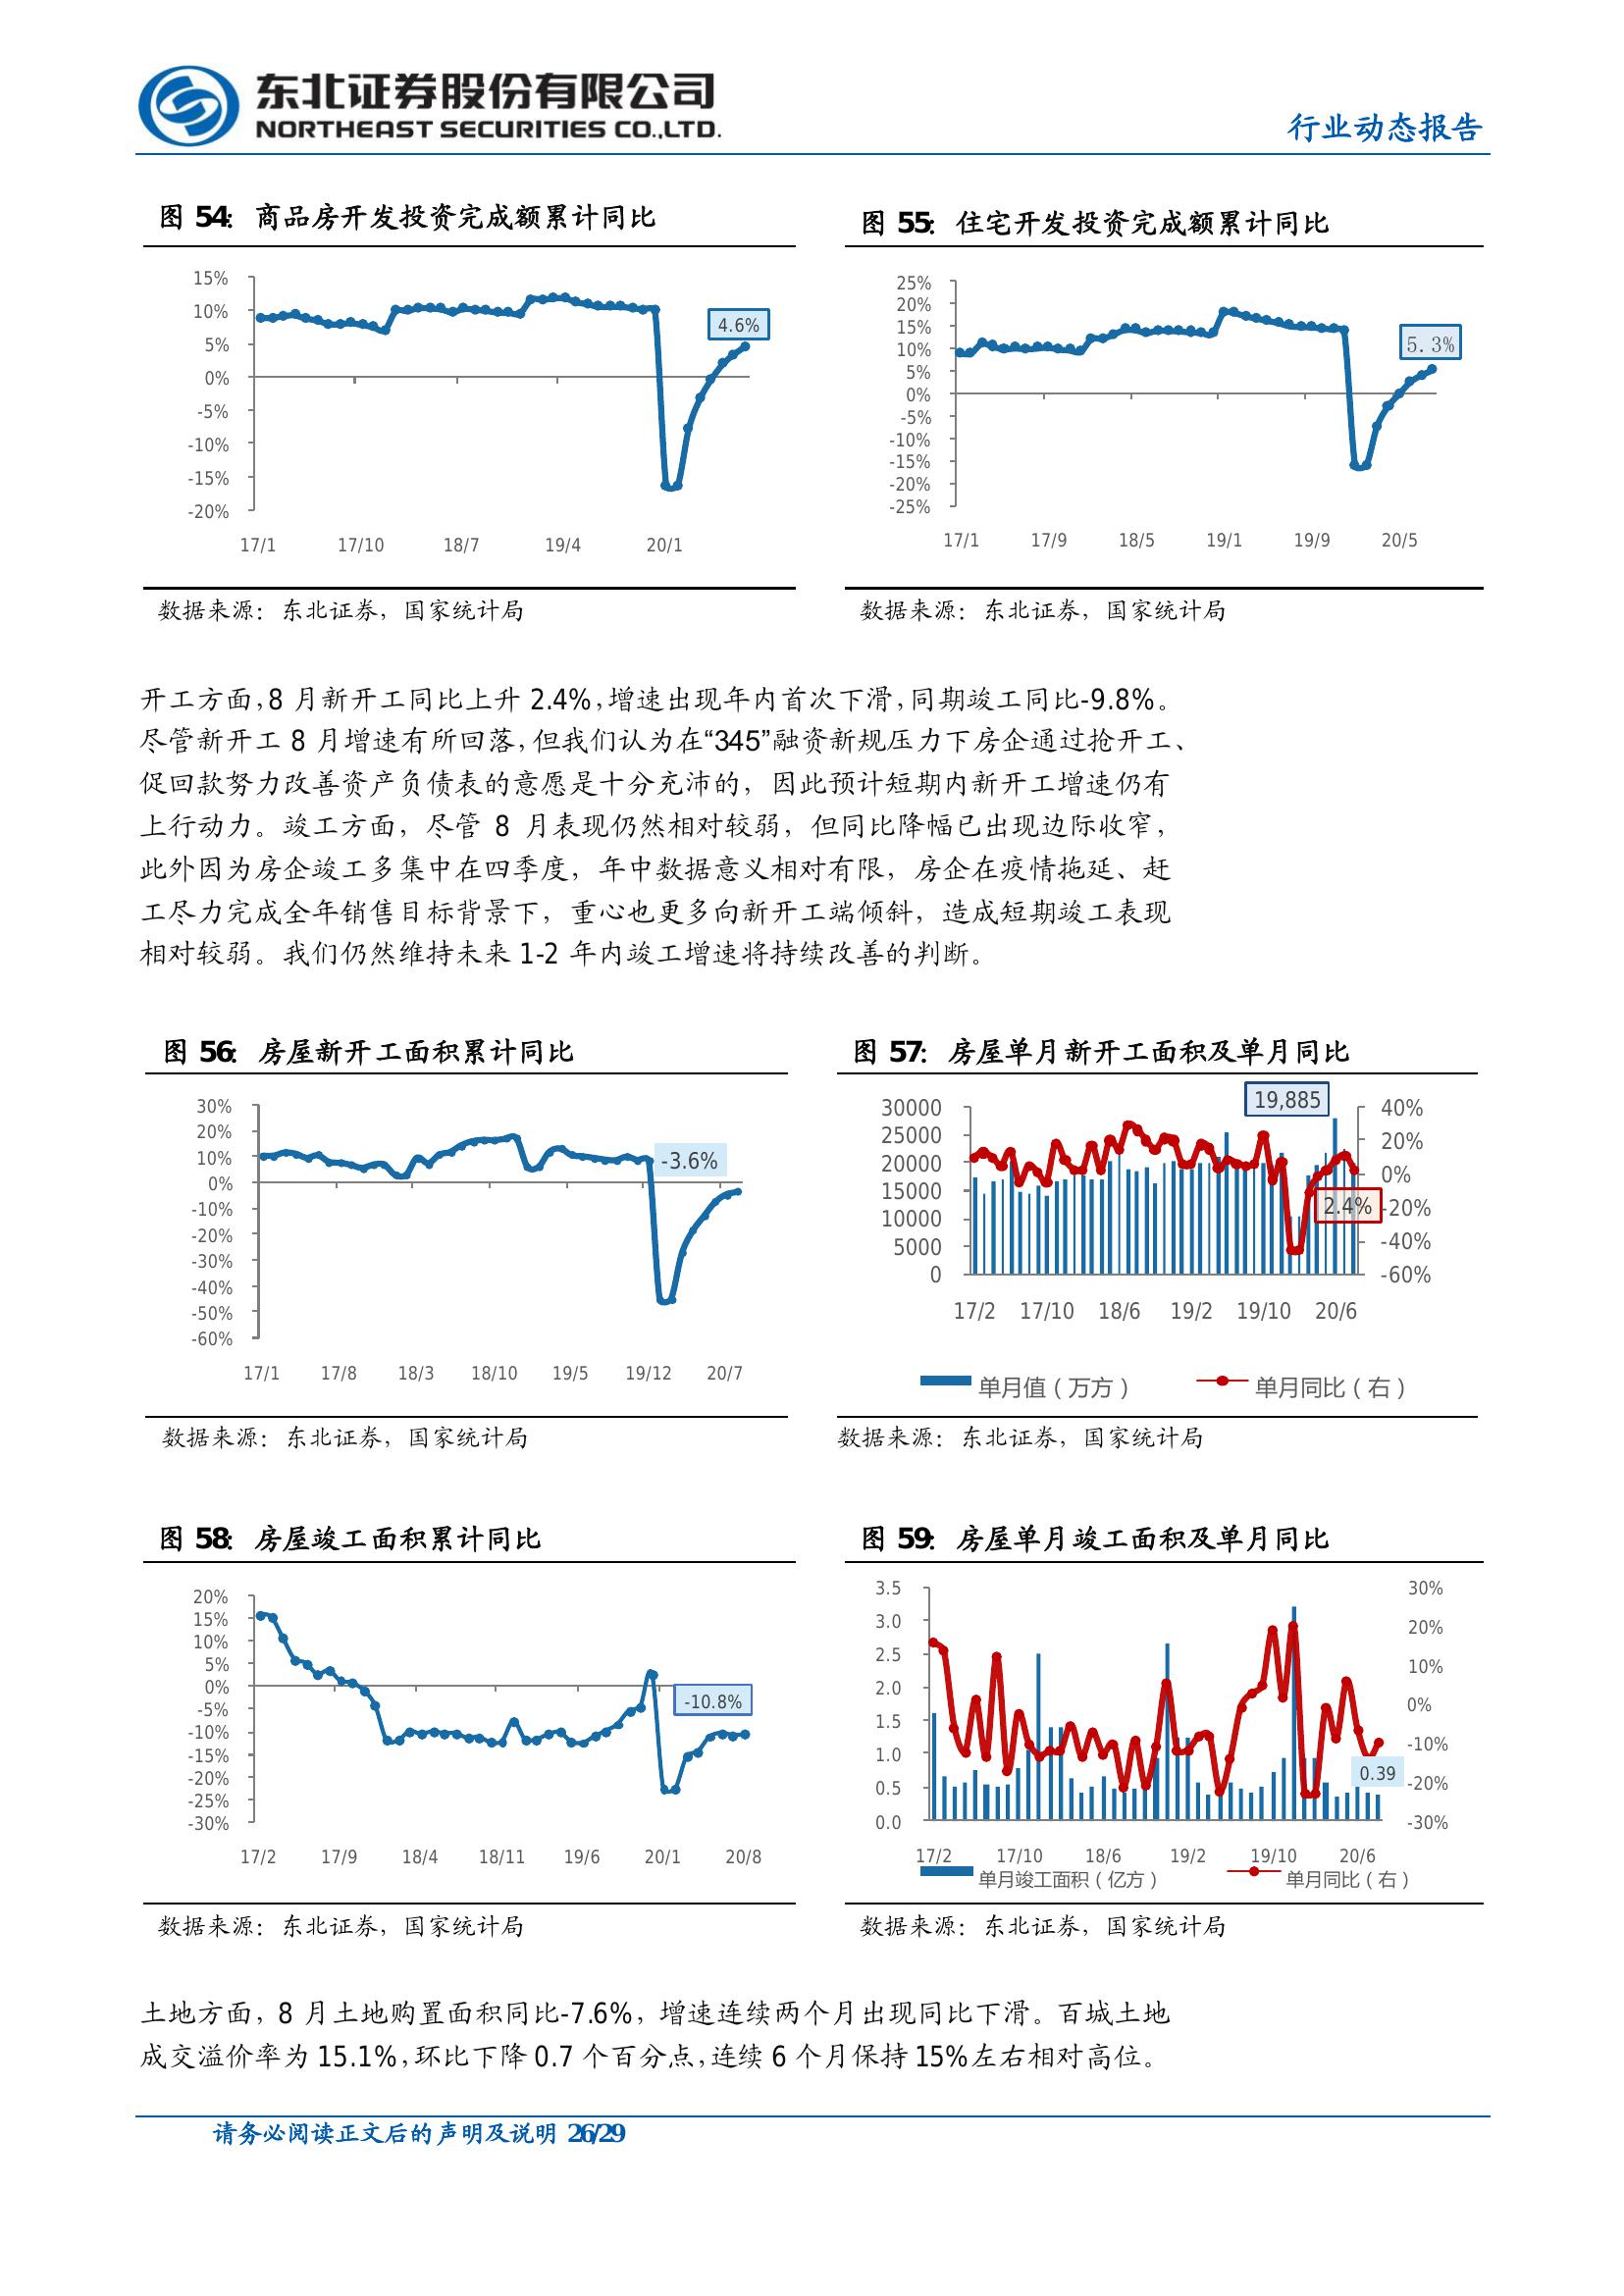 东北证券股份有限公司
NORTHEAST SECURITIES CO.,LTD.
行业动态报告
图 54: 商品房开发投资完成额累计同比
15%
10%
5%
0%
-5%
-10%
-15%
-20%
4.6%
17/1 17/10 18/7 19/4 20/1
数据来源：东北证券，国家统计局
图 55: 住宅开发投资完成额累计同比
25%
20%
15%
10%
5%
0%
-5%
-10%
-15%
-20%
-25%
5.3%
17/1 17/9 18/5 19/1 19/9 20/5
数据来源：东北证券，国家统计局
开工方面，8 月新开工同比上升 2.4%，增速出现年内首次下滑，同期竣工同比-9.8%。
尽管新开工 8 月增速有所回落，但我们认为在“345”融资新规压力下房企通过抢开工、
促回款努力改善资产负债表的意愿是十分充沛的，因此预计短期内新开工增速仍有
上行动力。竣工方面，尽管 8 月表现仍然相对较弱，但同比降幅已出现边际收窄，
此外因为房企竣工多集中在四季度，年中数据意义相对有限，房企在疫情拖延、赶
工尽力完成全年销售目标背景下，重心也更多向新开工端倾斜，造成短期竣工表现
相对较弱。我们仍然维持未来 1-2 年内竣工增速将持续改善的判断。
图 56: 房屋新开工面积累计同比
30%
20%
10%
0%
-10%
-20%
-30%
-40%
-50%
-60%
-3.6%
17/1 17/8 18/3 18/10 19/5 19/12 20/7
数据来源：东北证券，国家统计局
图 57: 房屋单月新开工面积及单月同比
30000
25000
20000
15000
10000
5000
0
19,885
2.4%
40%
20%
0%
-20%
-40%
-60%
17/2 17/10 18/6 19/2 19/10 20/6
单月值（万方） 单月同比（右）
数据来源：东北证券，国家统计局
图 58: 房屋竣工面积累计同比
20%
15%
10%
5%
0%
-5%
-10%
-15%
-20%
-25%
-30%
-10.8%
17/2 17/9 18/4 18/11 19/6 20/1 20/8
数据来源：东北证券，国家统计局
图 59: 房屋单月竣工面积及单月同比
3.5
3.0
2.5
2.0
1.5
1.0
0.5
0.0
0.39
30%
20%
10%
0%
-10%
-20%
-30%
17/2 17/10 18/6 19/2 19/10 20/6
单月竣工面积（亿方） 单月同比（右）
数据来源：东北证券，国家统计局
土地方面，8 月土地购置面积同比-7.6%，增速连续两个月出现同比下滑。百城土地
成交溢价率为 15.1%，环比下降 0.7 个百分点，连续 6 个月保持 15%左右相对高位。
请务必阅读正文后的声明及说明 26/29